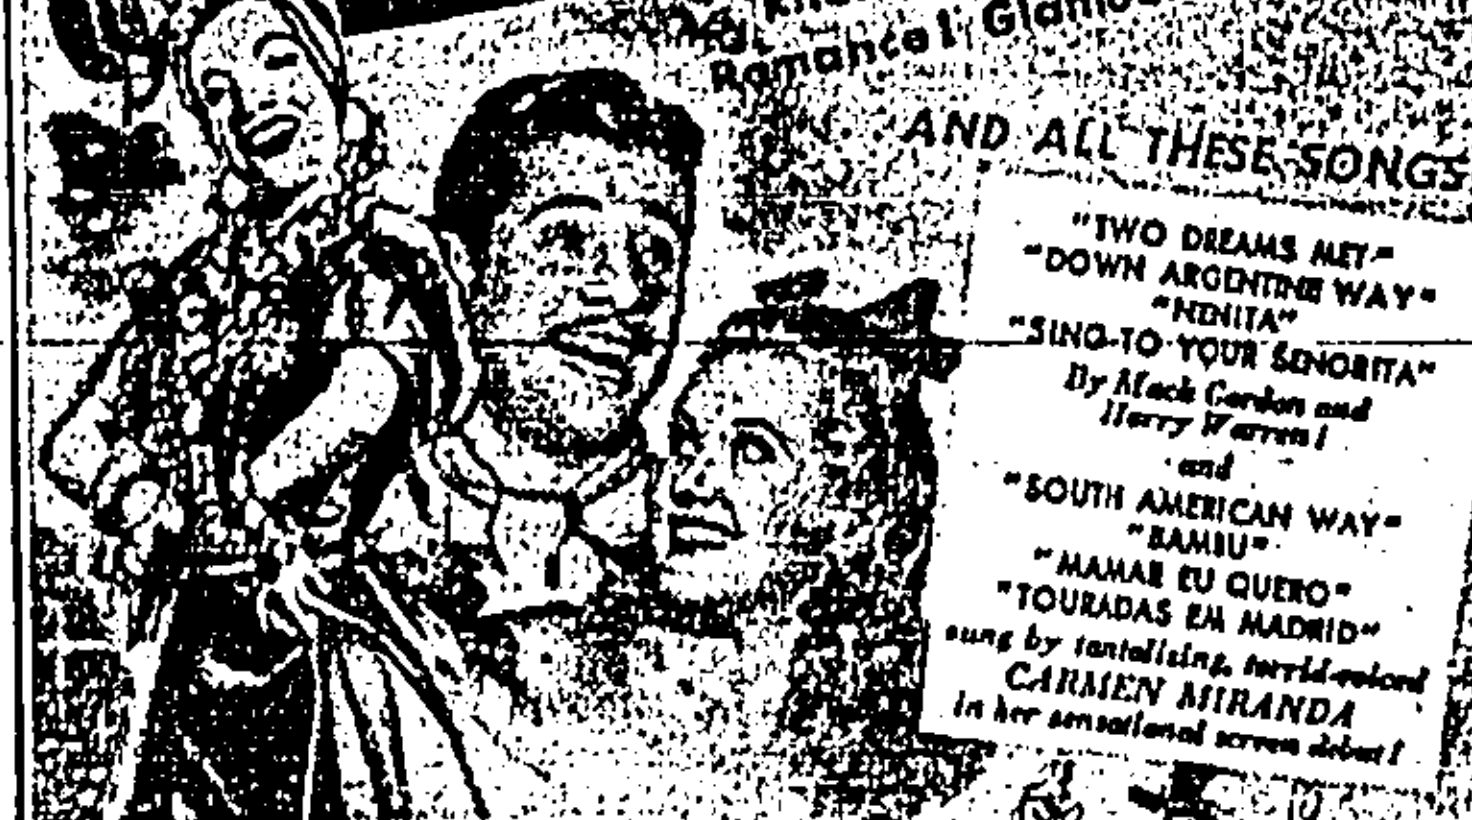 Romance! Glamo
AND ALL THESE SONGS
"TWO DREAMS MET"
"DOWN ARGENTINE WAY"
"NENITA"
"SING-TO YOUR SENORITA"
By Mack Gordon and
Harry Warren!
and
"SOUTH AMERICAN WAY"
"BAMBU"
"MAMAE EU QUERO"
"TOURADAS EM MADRID"
sung by tantalizing, torrid-voiced
CARMEN MIRANDA
in her sensational screen debut!